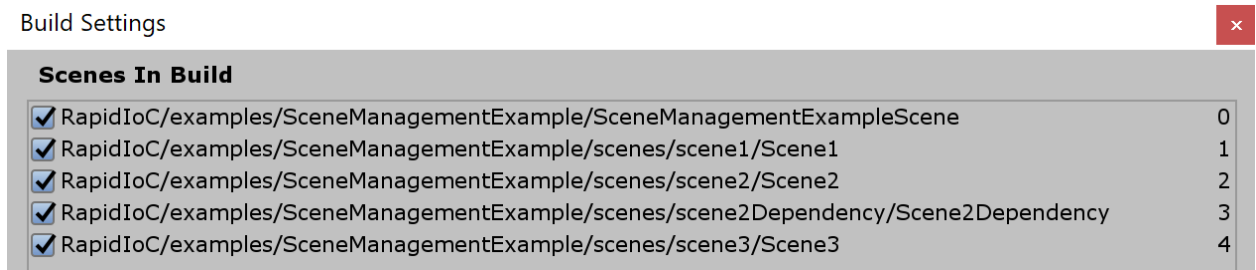 Build Settings
Scenes In Build
RapidIoC/examples/SceneManagementExample/SceneManagementExampleScene 0
RapidIoC/examples/SceneManagementExample/scenes/scene1/Scene1 1
RapidIoC/examples/SceneManagementExample/scenes/scene2/Scene2 2
RapidIoC/examples/SceneManagementExample/scenes/scene2Dependency/Scene2Dependency 3
RapidIoC/examples/SceneManagementExample/scenes/scene3/Scene3 4